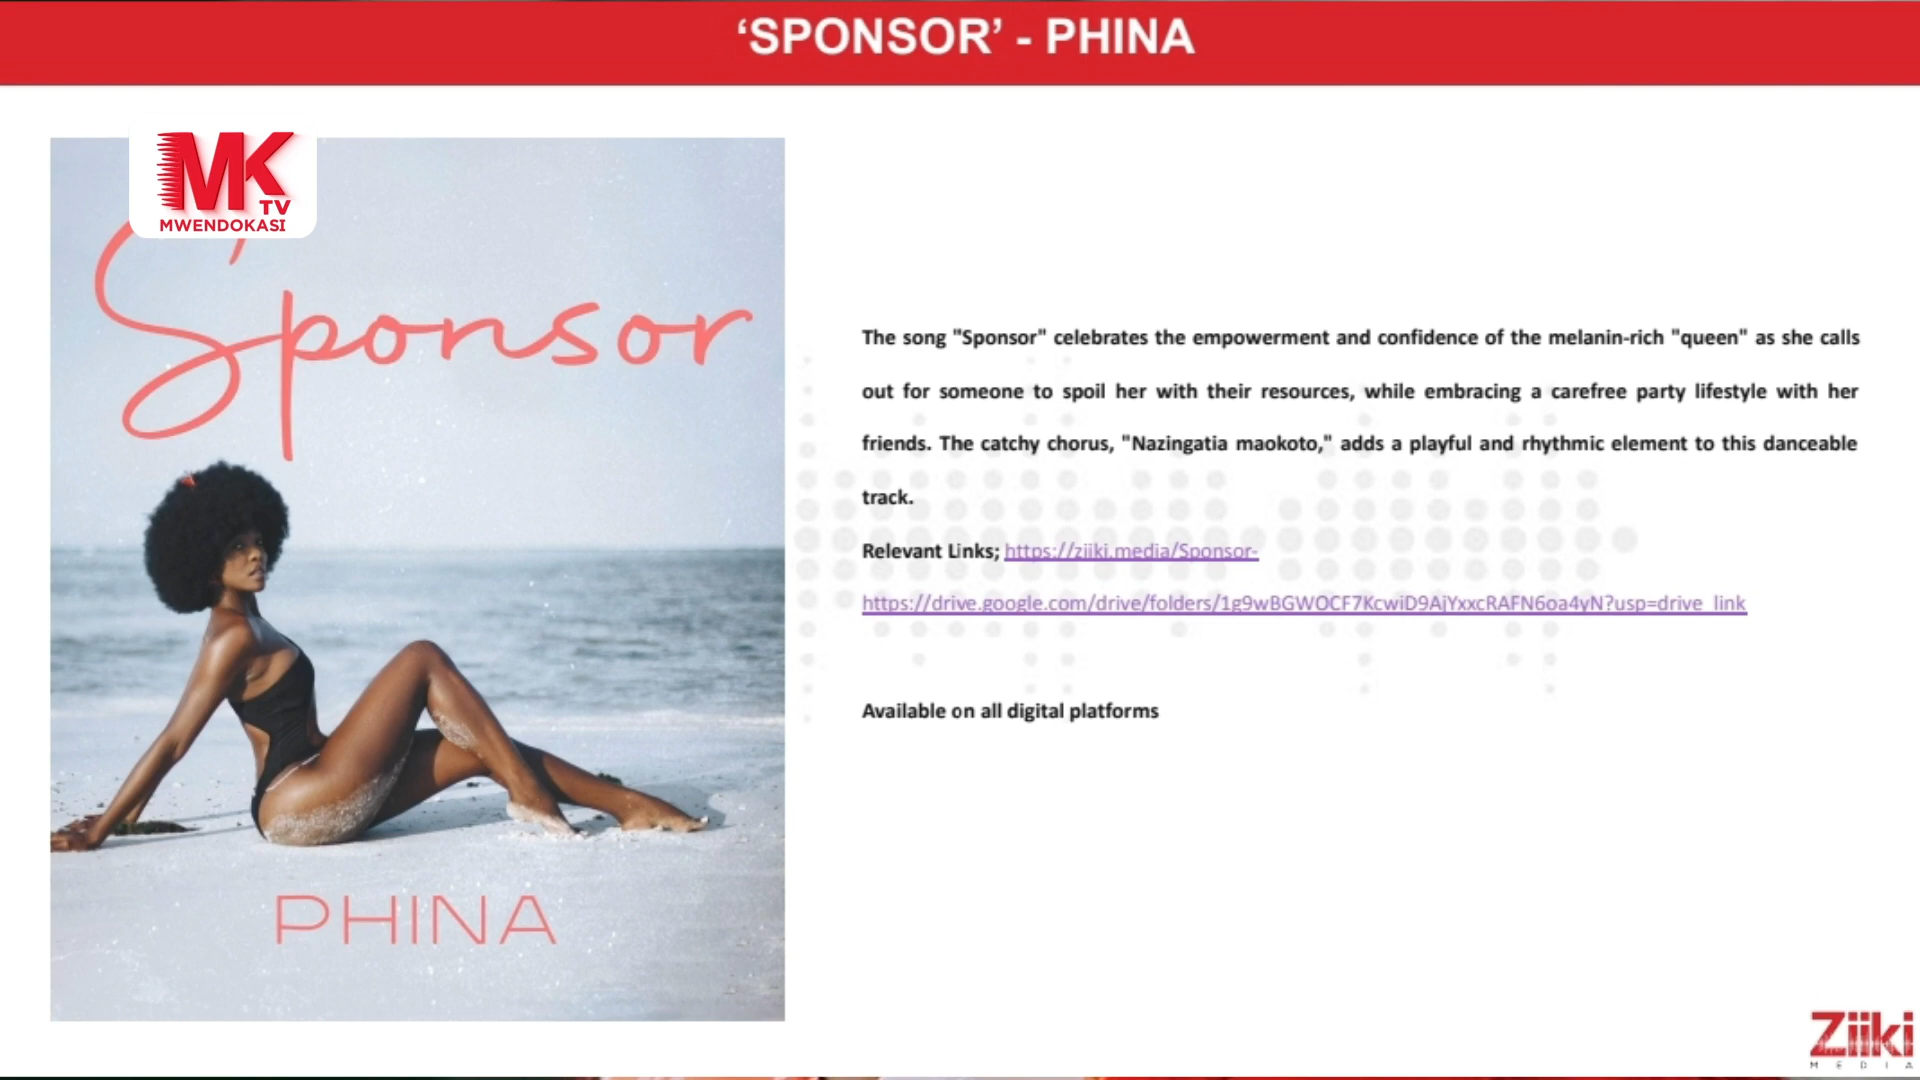 ‘SPONSOR’ - PHINA
MK
TV
MWENDOKASI
Sponsor
PHINA
The song "Sponsor" celebrates the empowerment and confidence of the melanin-rich "queen" as she calls
out for someone to spoil her with their resources, while embracing a carefree party lifestyle with her
friends. The catchy chorus, "Nazingatia maokoto," adds a playful and rhythmic element to this danceable
track.
Relevant Links; https://ziiki.media/Sponsor-
https://drive.google.com/drive/folders/1g9wBGWOCF7KcwiD9AjYxxcRAFN6oa4yN?usp=drive_link
Available on all digital platforms
Ziiki
MEDIA